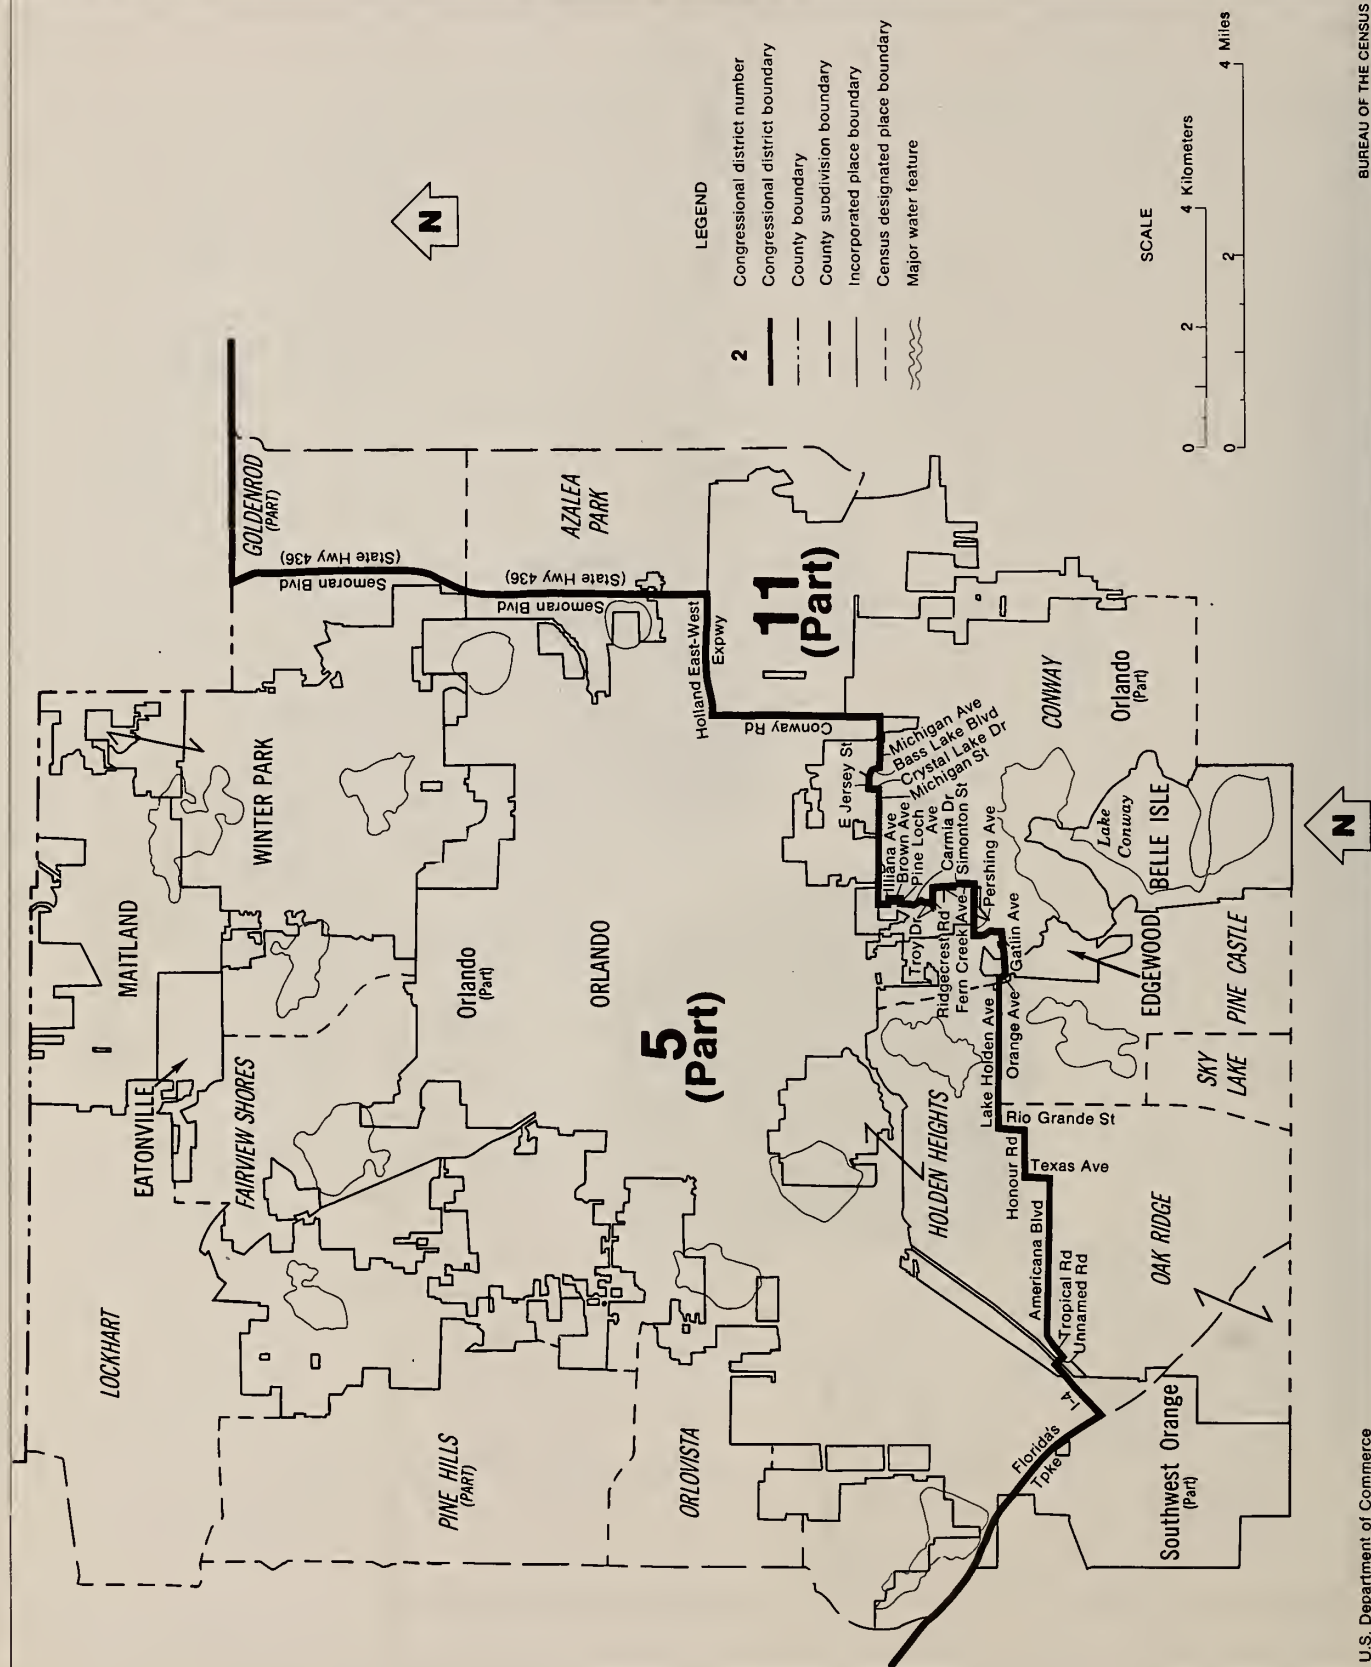 LOCKHART
EATONVILLE
MAITLAND
WINTER PARK
FAIRVIEW SHORES
GOLDENROD
(PART)
Semoran Blvd
(State Hwy 436)
PINE HILLS
(PART)
Orlando
(Part)
AZALEA
PARK
Semoran Blvd
(State Hwy 436)
ORLANDO
ORLOVISTA
5
(Part)
Holland East-West
Expwy
11
(Part)
Conway Rd
E Jersey St
Michigan Ave
Bass Lake Blvd
Crystal Lake Dr
Michigan St
Illiana Ave
Brown Ave
Pine Loch
Ave
Carmia Dr
Simonton St
Pershing Ave
Troy Dr
Ridgecrest Rd
Fern Creek Ave
Gatlin Ave
HOLDEN HEIGHTS
Lake Holden Ave
Orange Ave
Rio Grande St
Honour Rd
Texas Ave
Americana Blvd
Tropical Rd
Unnamed Rd
I-4
Florida's
Tpke
CONWAY
Orlando
(Part)
Lake
Conway
BELLE ISLE
EDGEWOOD
PINE CASTLE
SKY
LAKE
OAK RIDGE
Southwest Orange
(Part)
N
N
LEGEND
2 Congressional district number
Congressional district boundary
County boundary
County subdivision boundary
Incorporated place boundary
Census designated place boundary
Major water feature
SCALE
0 2 4 Kilometers
0 2 4 Miles
U.S. Department of Commerce
BUREAU OF THE CENSUS